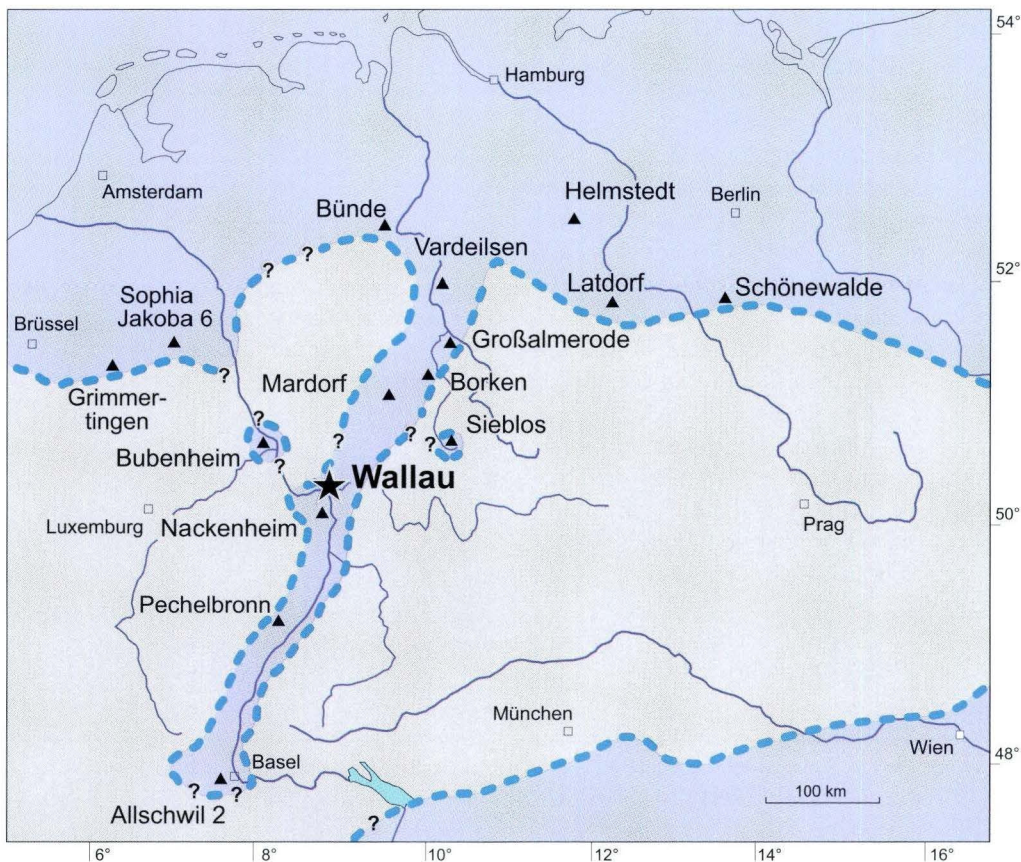 54°
Hamburg
Amsterdam
Helmstedt
Berlin
Bünde
Vardeilsen
?
?
52°
Sophia
Jakoba 6
Latdorf
Schönewalde
Brüssel
Großalmerode
?
Mardorf
Borken
Grimmer-
tingen
?
Sieblos
?
?
?
Bubenheim
?
Wallau
Luxemburg
Nackenheim
50°
Prag
Pechelbronn
München
Wien
Basel
48°
?
?
100 km
Allschwil 2
?
6°
8°
10°
12°
14°
16°